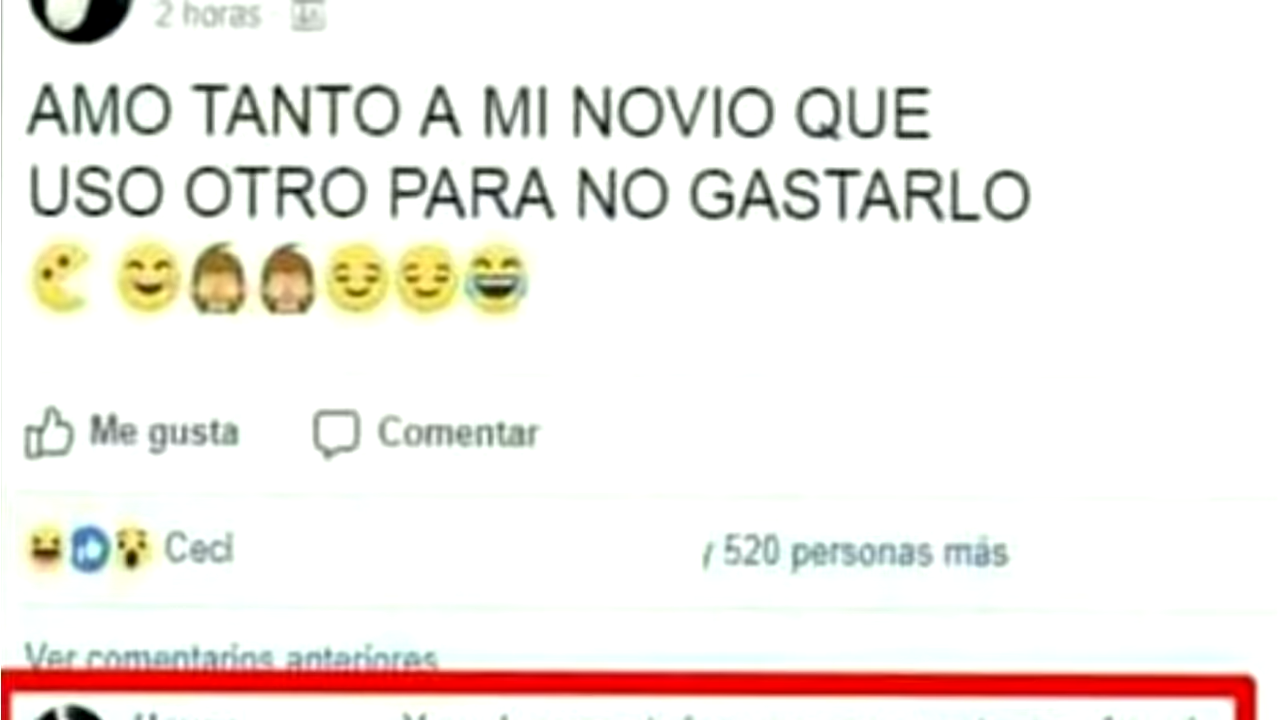 2 horas
AMO TANTO A MI NOVIO QUE
USO OTRO PARA NO GASTARLO
Me gusta Comentar
Ceci 520 personas más
Ver comentarios anteriores